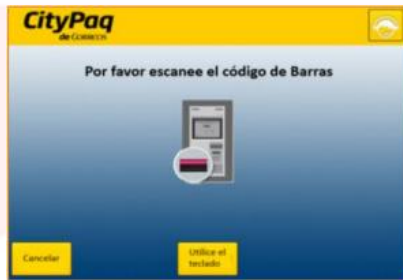 CityPaq
de CORREOS
Por favor escanee el código de Barras
Cancelar
Utilice el
teclado